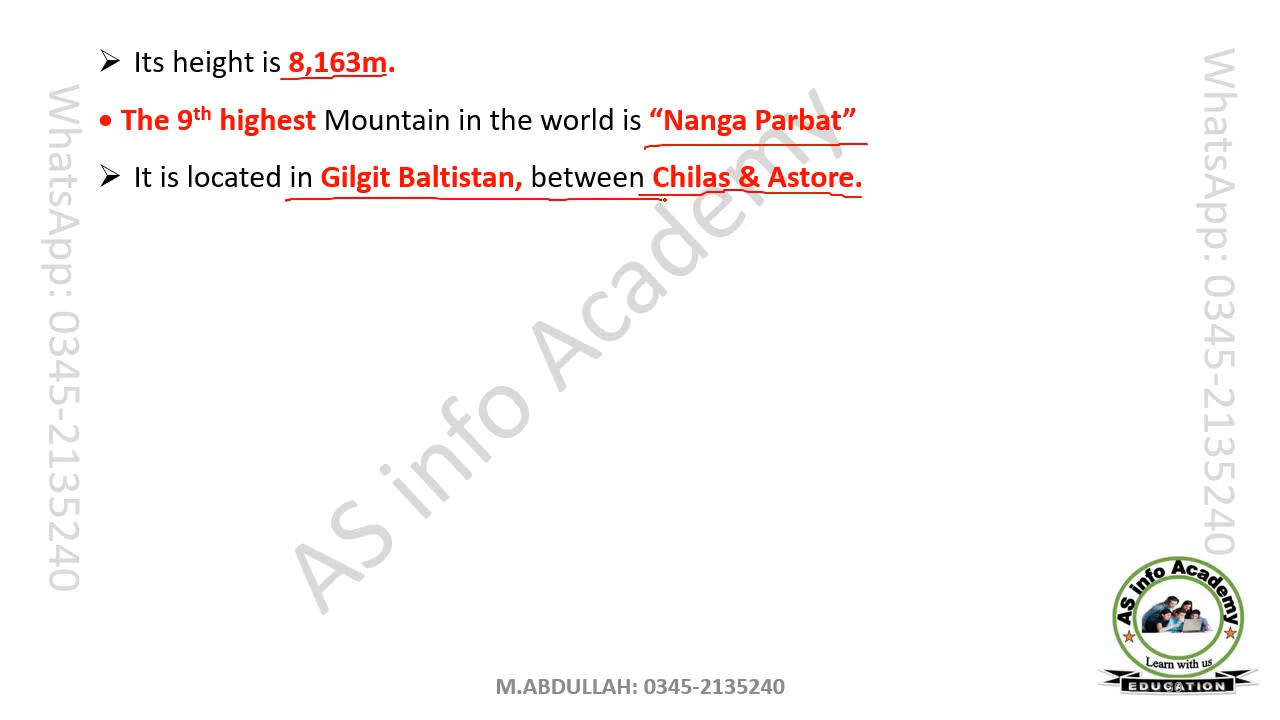 ➢ Its height is 8,163m.
• The 9th highest Mountain in the world is “Nanga Parbat”
➢ It is located in Gilgit Baltistan, between Chilas & Astore.
AS info Academy
WhatsApp: 0345-2135240
WhatsApp: 0345-2135240
AS info Academy
Learn with us
EDUCATION
M.ABDULLAH: 0345-2135240